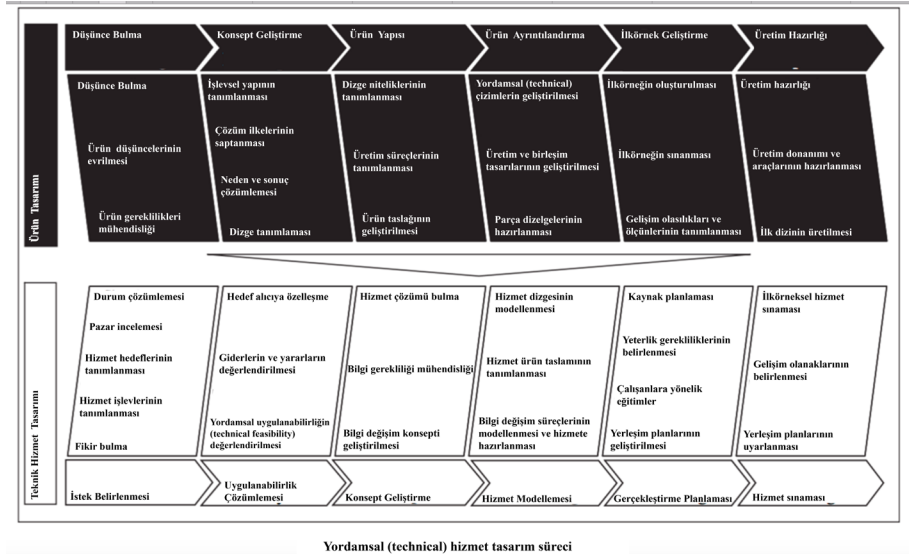 Düşünce Bulma
Konsept Geliştirme
Ürün Yapısı
Ürün Ayrıntılandırma
İlkörnek Geliştirme
Üretim Hazırlığı
Ürün Tasarımı
Düşünce Bulma
Ürün düşüncelerinin
evrilmesi
Ürün gereklilikleri
mühendisliği
İşlevsel yapının
tanımlanması
Çözüm ilkelerinin
saptanması
Neden ve sonuç
çözümlemesi
Dizge tanımlaması
Dizge niteliklerinin
tanımlanması
Üretim süreçlerinin
tanımlanması
Ürün taslağının
geliştirilmesi
Yordamsal (technical)
çizimlerin geliştirilmesi
Üretim ve birleşim
tasarılarının geliştirilmesi
Parça dizelgelerinin
hazırlanması
İlkörneğin oluşturulması
İlkörneğin sınanması
Gelişim olasılıkları ve
ölçünlerinin tanımlanması
Üretim hazırlığı
Üretim donanımı ve
araçlarının hazırlanması
İlk dizinin üretilmesi
Teknik Hizmet Tasarımı
Durum çözümlemesi
Pazar incelemesi
Hizmet hedeflerinin
tanımlanması
Hizmet işlevlerinin
tanımlanması
Fikir bulma
Hedef alıcıya özelleşme
Giderlerin ve yararların
değerlendirilmesi
Yordamsal uygulanabilirliğin
(technical feasibility)
değerlendirilmesi
Hizmet çözümü bulma
Bilgi gerekliliği mühendisliği
Bilgi değişim konsepti
geliştirilmesi
Hizmet dizgesinin
modellenmesi
Hizmet ürün taslamının
tanımlanması
Bilgi değişim süreçlerinin
modellenmesi ve hizmete
hazırlanması
Kaynak planlaması
Yeterlik gerekliliklerinin
belirlenmesi
Çalışanlara yönelik
eğitimler
Yerleşim planlarının
geliştirilmesi
İlkörneksel hizmet
sınaması
Gelişim olanaklarının
belirlenmesi
Yerleşim planlarının
uyarlanması
İstek Belirlenmesi
Uygulanabilirlik
Çözümlemesi
Konsept Geliştirme
Hizmet Modellemesi
Gerçekleştirme Planlaması
Hizmet sınaması
Yordamsal (technical) hizmet tasarım süreci